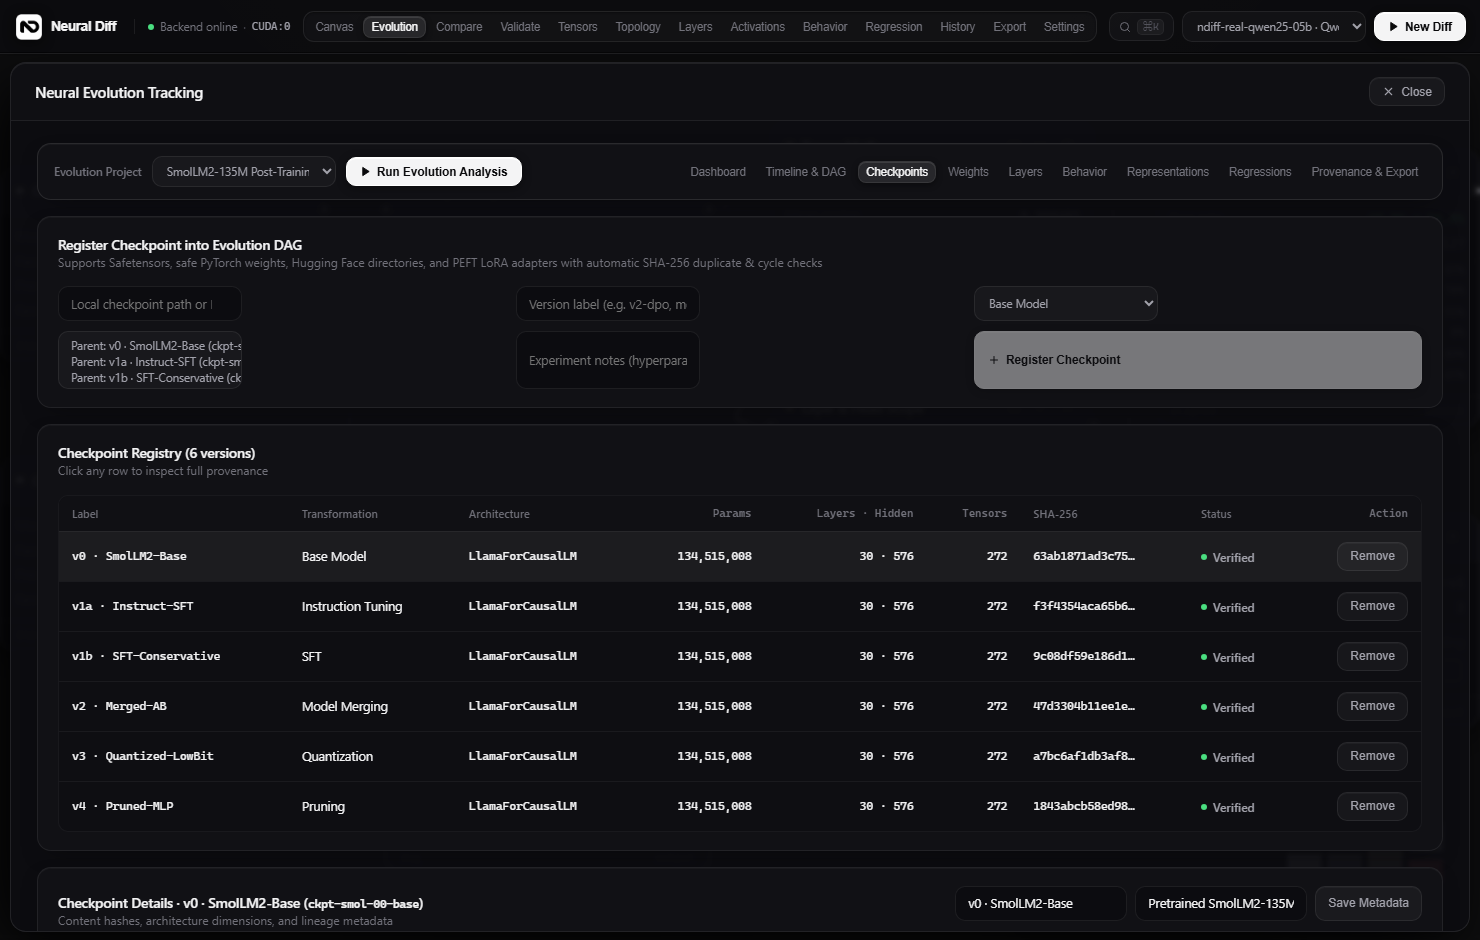 Neural Diff
Backend online · CUDA:0
Canvas Evolution Compare Validate Tensors Topology Layers Activations Behavior Regression History Export Settings
⌘K
ndiff-real-qwen25-05b · Qw
New Diff
Neural Evolution Tracking
Close
Evolution Project
SmolLM2-135M Post-Trainin
Run Evolution Analysis
Dashboard Timeline & DAG Checkpoints Weights Layers Behavior Representations Regressions Provenance & Export
Register Checkpoint into Evolution DAG
Supports Safetensors, safe PyTorch weights, Hugging Face directories, and PEFT LoRA adapters with automatic SHA-256 duplicate & cycle checks
Local checkpoint path or
Version label (e.g. v2-dpo, m
Base Model
Parent: v0 · SmolLM2-Base (ckpt-s
Parent: v1a · Instruct-SFT (ckpt-sm
Parent: v1b · SFT-Conservative (ck
Experiment notes (hyperpara
+ Register Checkpoint
Checkpoint Registry (6 versions)
Click any row to inspect full provenance
Label Transformation Architecture Params Layers · Hidden Tensors SHA-256 Status Action
v0 · SmolLM2-Base Base Model LlamaForCausalLM 134,515,008 30 · 576 272 63ab1871ad3c75… Verified Remove
v1a · Instruct-SFT Instruction Tuning LlamaForCausalLM 134,515,008 30 · 576 272 f3f4354aca65b6… Verified Remove
v1b · SFT-Conservative SFT LlamaForCausalLM 134,515,008 30 · 576 272 9c08df59e186d1… Verified Remove
v2 · Merged-AB Model Merging LlamaForCausalLM 134,515,008 30 · 576 272 47d3304b11ee1e… Verified Remove
v3 · Quantized-LowBit Quantization LlamaForCausalLM 134,515,008 30 · 576 272 a7bc6af1db3af8… Verified Remove
v4 · Pruned-MLP Pruning LlamaForCausalLM 134,515,008 30 · 576 272 1843abcb58ed98… Verified Remove
Checkpoint Details · v0 · SmolLM2-Base (ckpt-smol-00-base)
Content hashes, architecture dimensions, and lineage metadata
v0 · SmolLM2-Base
Pretrained SmolLM2-135M
Save Metadata